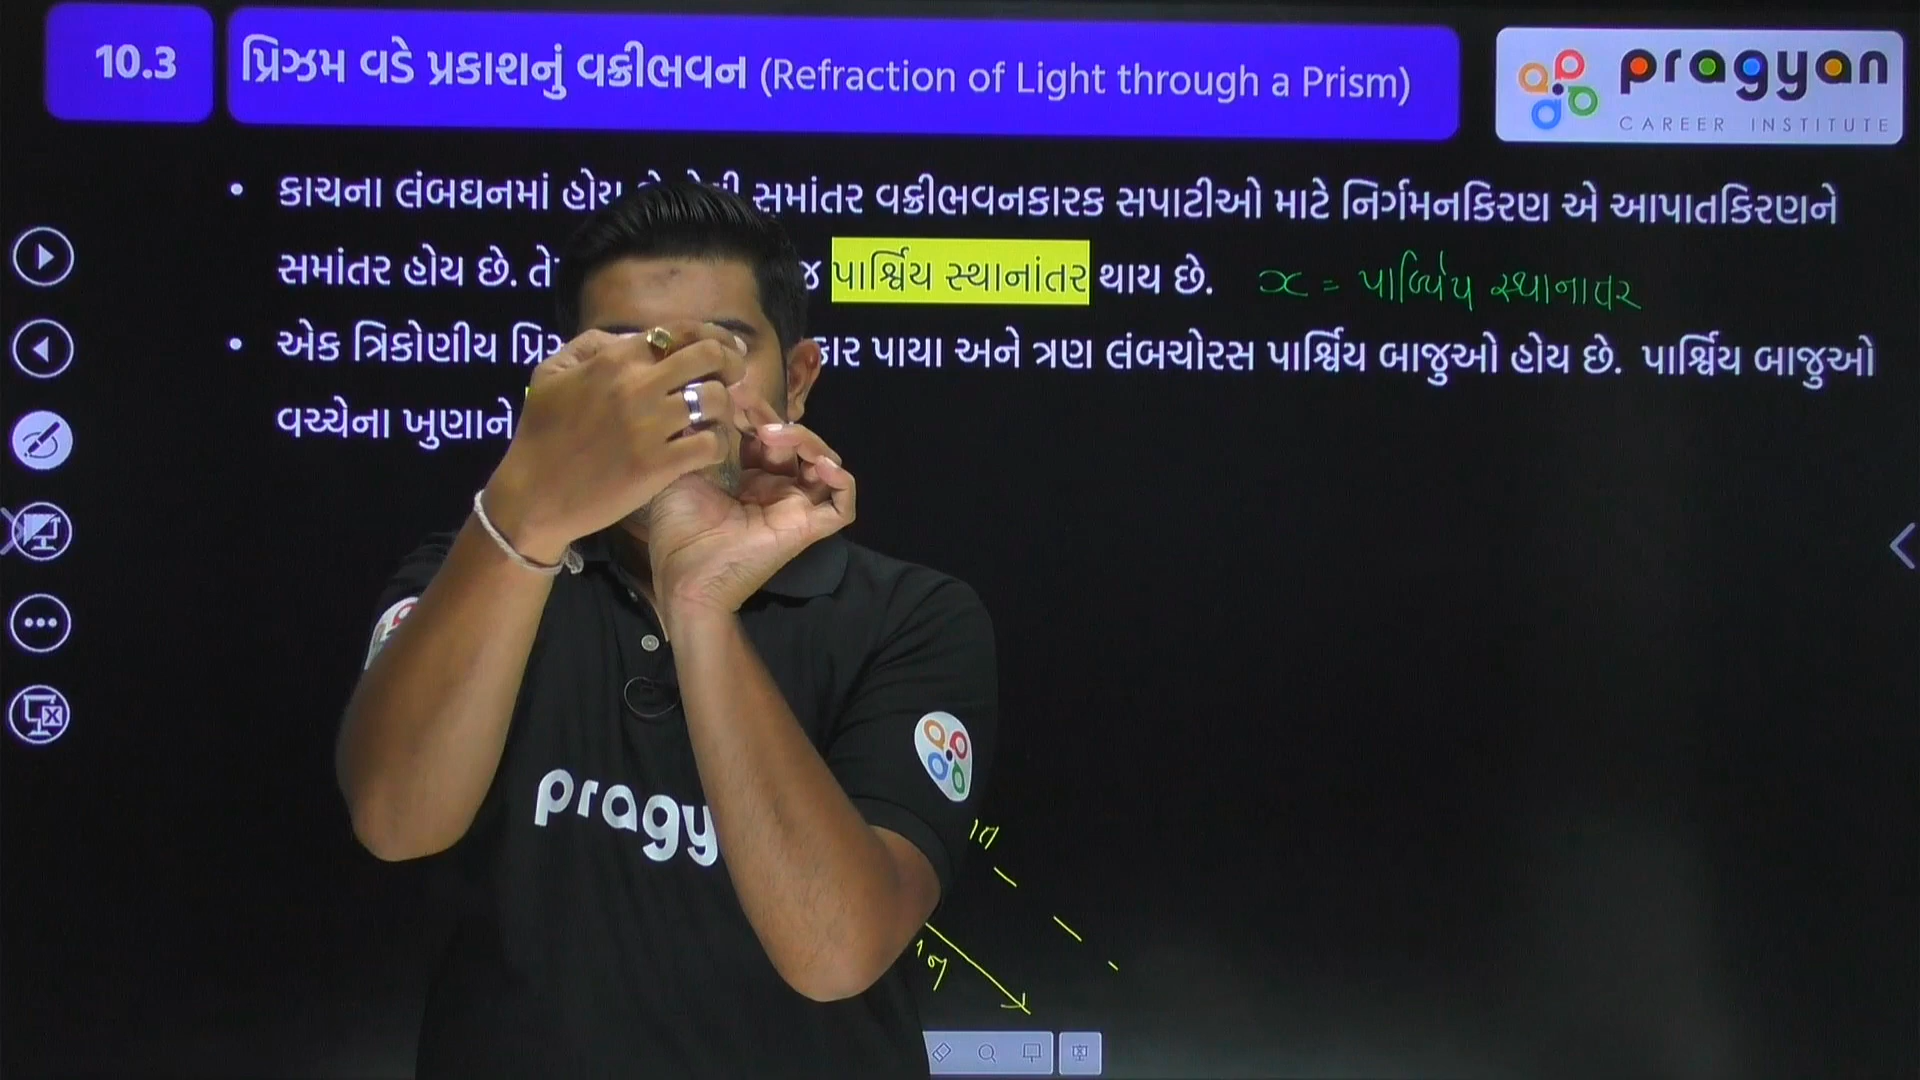 10.3 પ્રિઝમ વડે પ્રકાશનું વક્રીભવન (Refraction of Light through a Prism)
pragyan
CAREER INSTITUTE
કાચના લંબઘનમાં સમાંતર વક્રીભવનકારક સપાટીઓ માટે નિર્ગમનકિરણ એ આપાતકિરણને
સમાંતર હોય છે. જ પાર્શ્વિય સ્થાનાંતર થાય છે. x = પાર્શ્વિય સ્થાનાતર
એક ત્રિકોણીય પાયા અને ત્રણ લંબચોરસ પાર્શ્વિય બાજુઓ હોય છે. પાર્શ્વિય બાજુઓ
વચ્ચેના ખુણાને
pragy